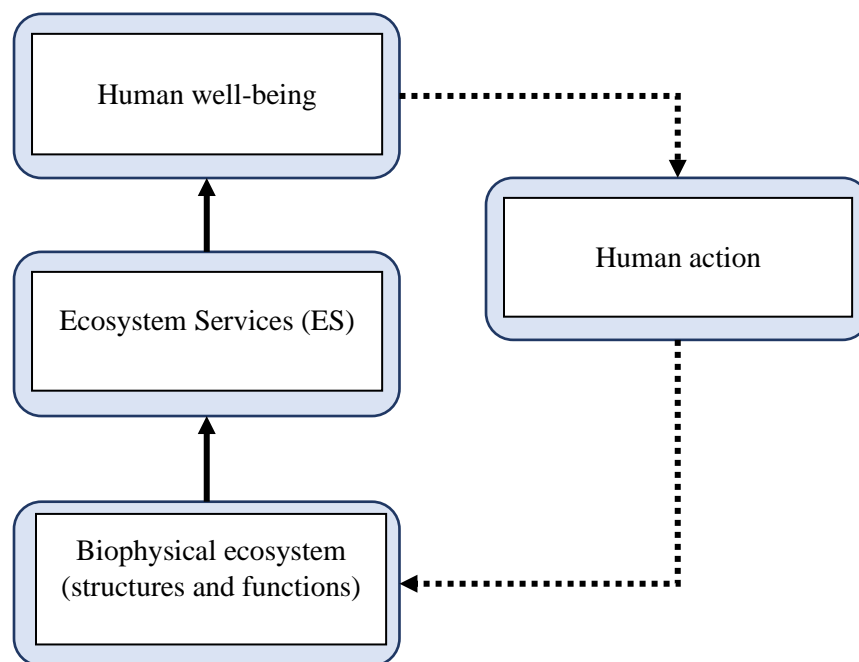 Human well-being
Human action
Ecosystem Services (ES)
Biophysical ecosystem
(structures and functions)